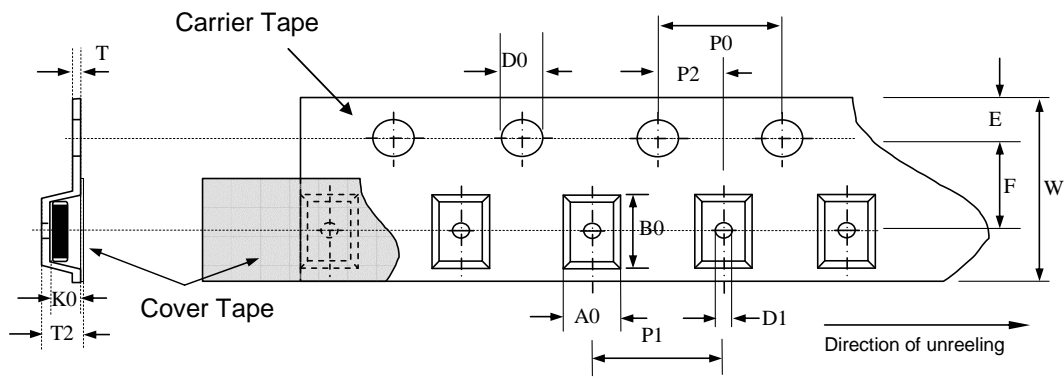 Carrier Tape
P0
T
D0
P2
E
F
W
B0
K0
Cover Tape
A0
D1
T2
P1
Direction of unreeling